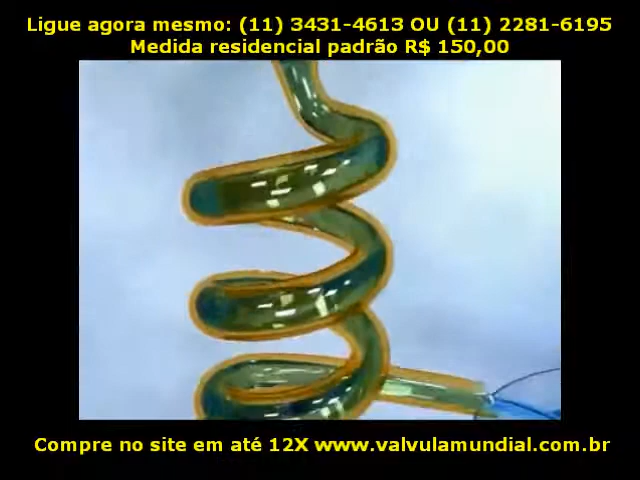 Ligue agora mesmo: (11) 3431-4613 OU (11) 2281-6195
Medida residencial padrão R$ 150,00
Compre no site em até 12X www.valvulamundial.com.br